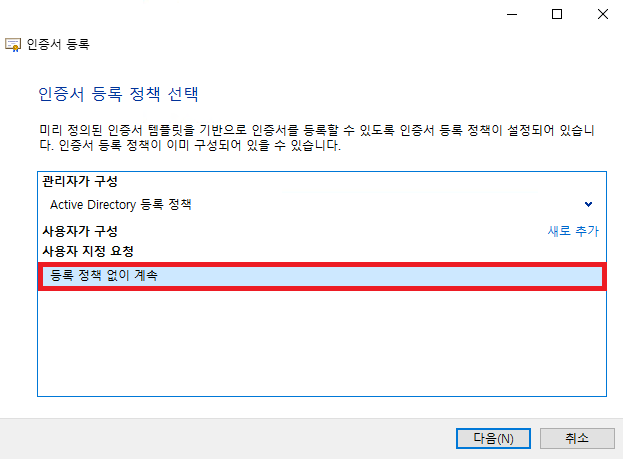 인증서 등록
인증서 등록 정책 선택
미리 정의된 인증서 템플릿을 기반으로 인증서를 등록할 수 있도록 인증서 등록 정책이 설정되어 있습니
다. 인증서 등록 정책이 이미 구성되어 있을 수 있습니다.
관리자가 구성
Active Directory 등록 정책
사용자가 구성 새로 추가
사용자 지정 요청
등록 정책 없이 계속
다음(N) 취소